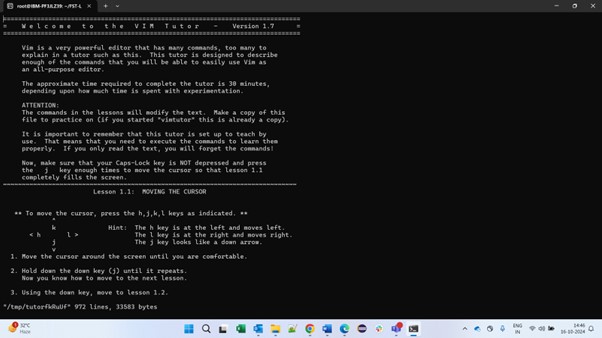 root@IBM-PF3JLZ39: ~/FST-L
= W e l c o m e   t o   t h e   V I M   T u t o r   -   Version 1.7 =
Vim is a very powerful editor that has many commands, too many to
explain in a tutor such as this.  This tutor is designed to describe
enough of the commands that you will be able to easily use Vim as
an all-purpose editor.
The approximate time required to complete the tutor is 30 minutes,
depending upon how much time is spent with experimentation.
ATTENTION:
The commands in the lessons will modify the text.  Make a copy of this
file to practice on (if you started "vimtutor" this is already a copy).
It is important to remember that this tutor is set up to teach by
use.  That means that you need to execute the commands to learn them
properly.  If you only read the text, you will forget the commands!
Now, make sure that your Caps-Lock key is NOT depressed and press
the   j   key enough times to move the cursor so that lesson 1.1
completely fills the screen.
Lesson 1.1:  MOVING THE CURSOR
** To move the cursor, press the h,j,k,l keys as indicated. **
^
k   Hint:  The h key is at the left and moves left.
< h   l >   The l key is at the right and moves right.
j   The j key looks like a down arrow.
v
1. Move the cursor around the screen until you are comfortable.
2. Hold down the down key (j) until it repeats.
Now you know how to move to the next lesson.
3. Using the down key, move to lesson 1.2.
"/tmp/tutorfkRuUf" 972 lines, 33583 bytes
32°C
Haze
ENG
IN
14:46
16-10-2024